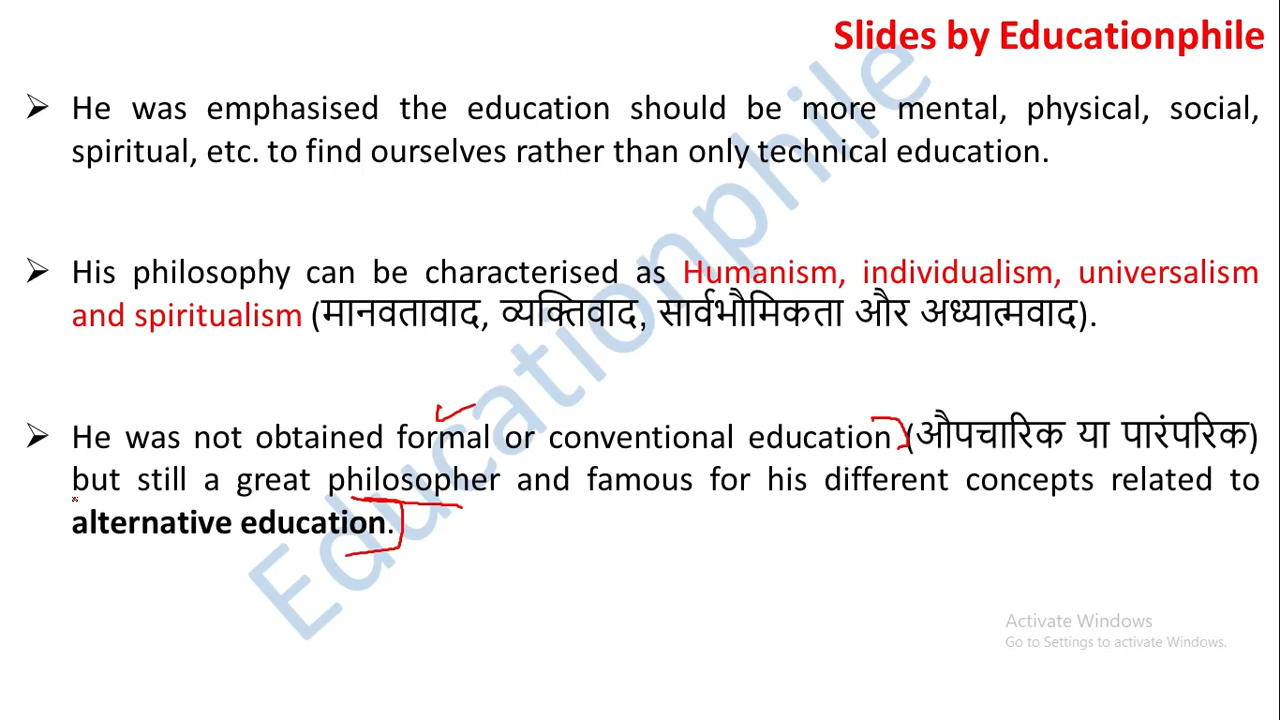 Slides by Educationphile
➢ He was emphasised the education should be more mental, physical, social,
spiritual, etc. to find ourselves rather than only technical education.
➢ His philosophy can be characterised as Humanism, individualism, universalism
and spiritualism (मानवतावाद, व्यक्तिवाद, सार्वभौमिकता और अध्यात्मवाद).
➢ He was not obtained formal or conventional education (औपचारिक या पारंपरिक)
but still a great philosopher and famous for his different concepts related to
alternative education.
Educationphile
Activate Windows
Go to Settings to activate Windows.